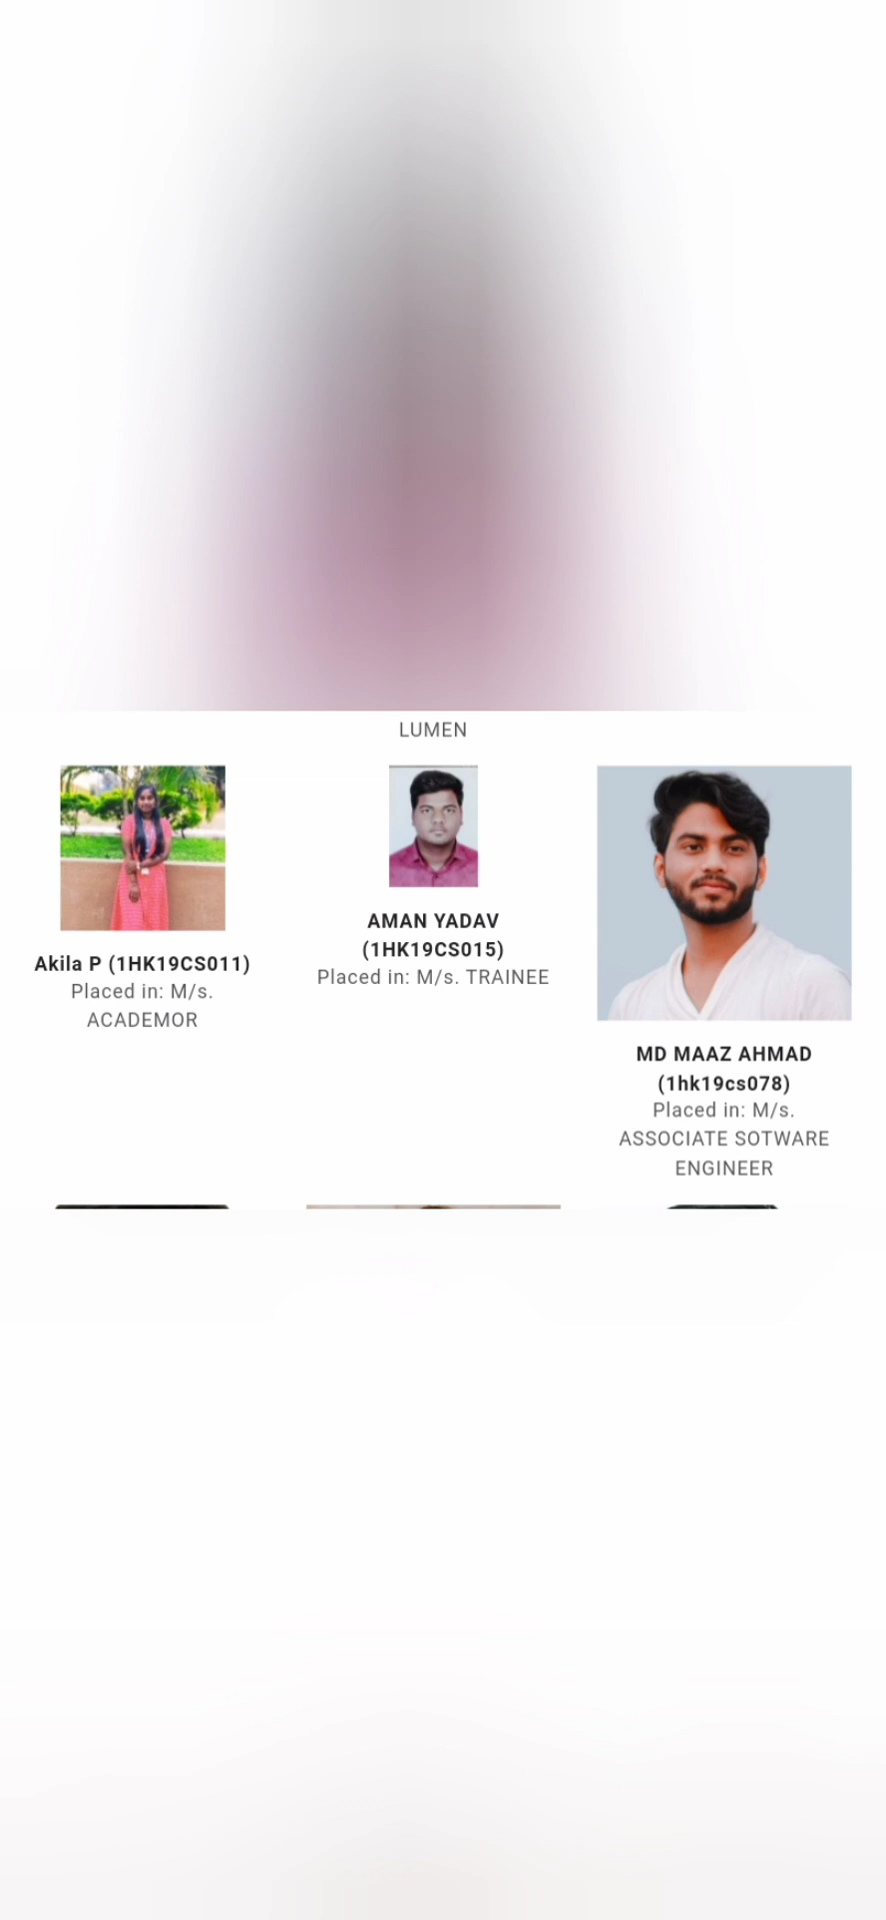 LUMEN
Akila P (1HK19CS011)
Placed in: M/s.
ACADEMOR
AMAN YADAV
(1HK19CS015)
Placed in: M/s. TRAINEE
MD MAAZ AHMAD
(1hk19cs078)
Placed in: M/s.
ASSOCIATE SOTWARE
ENGINEER